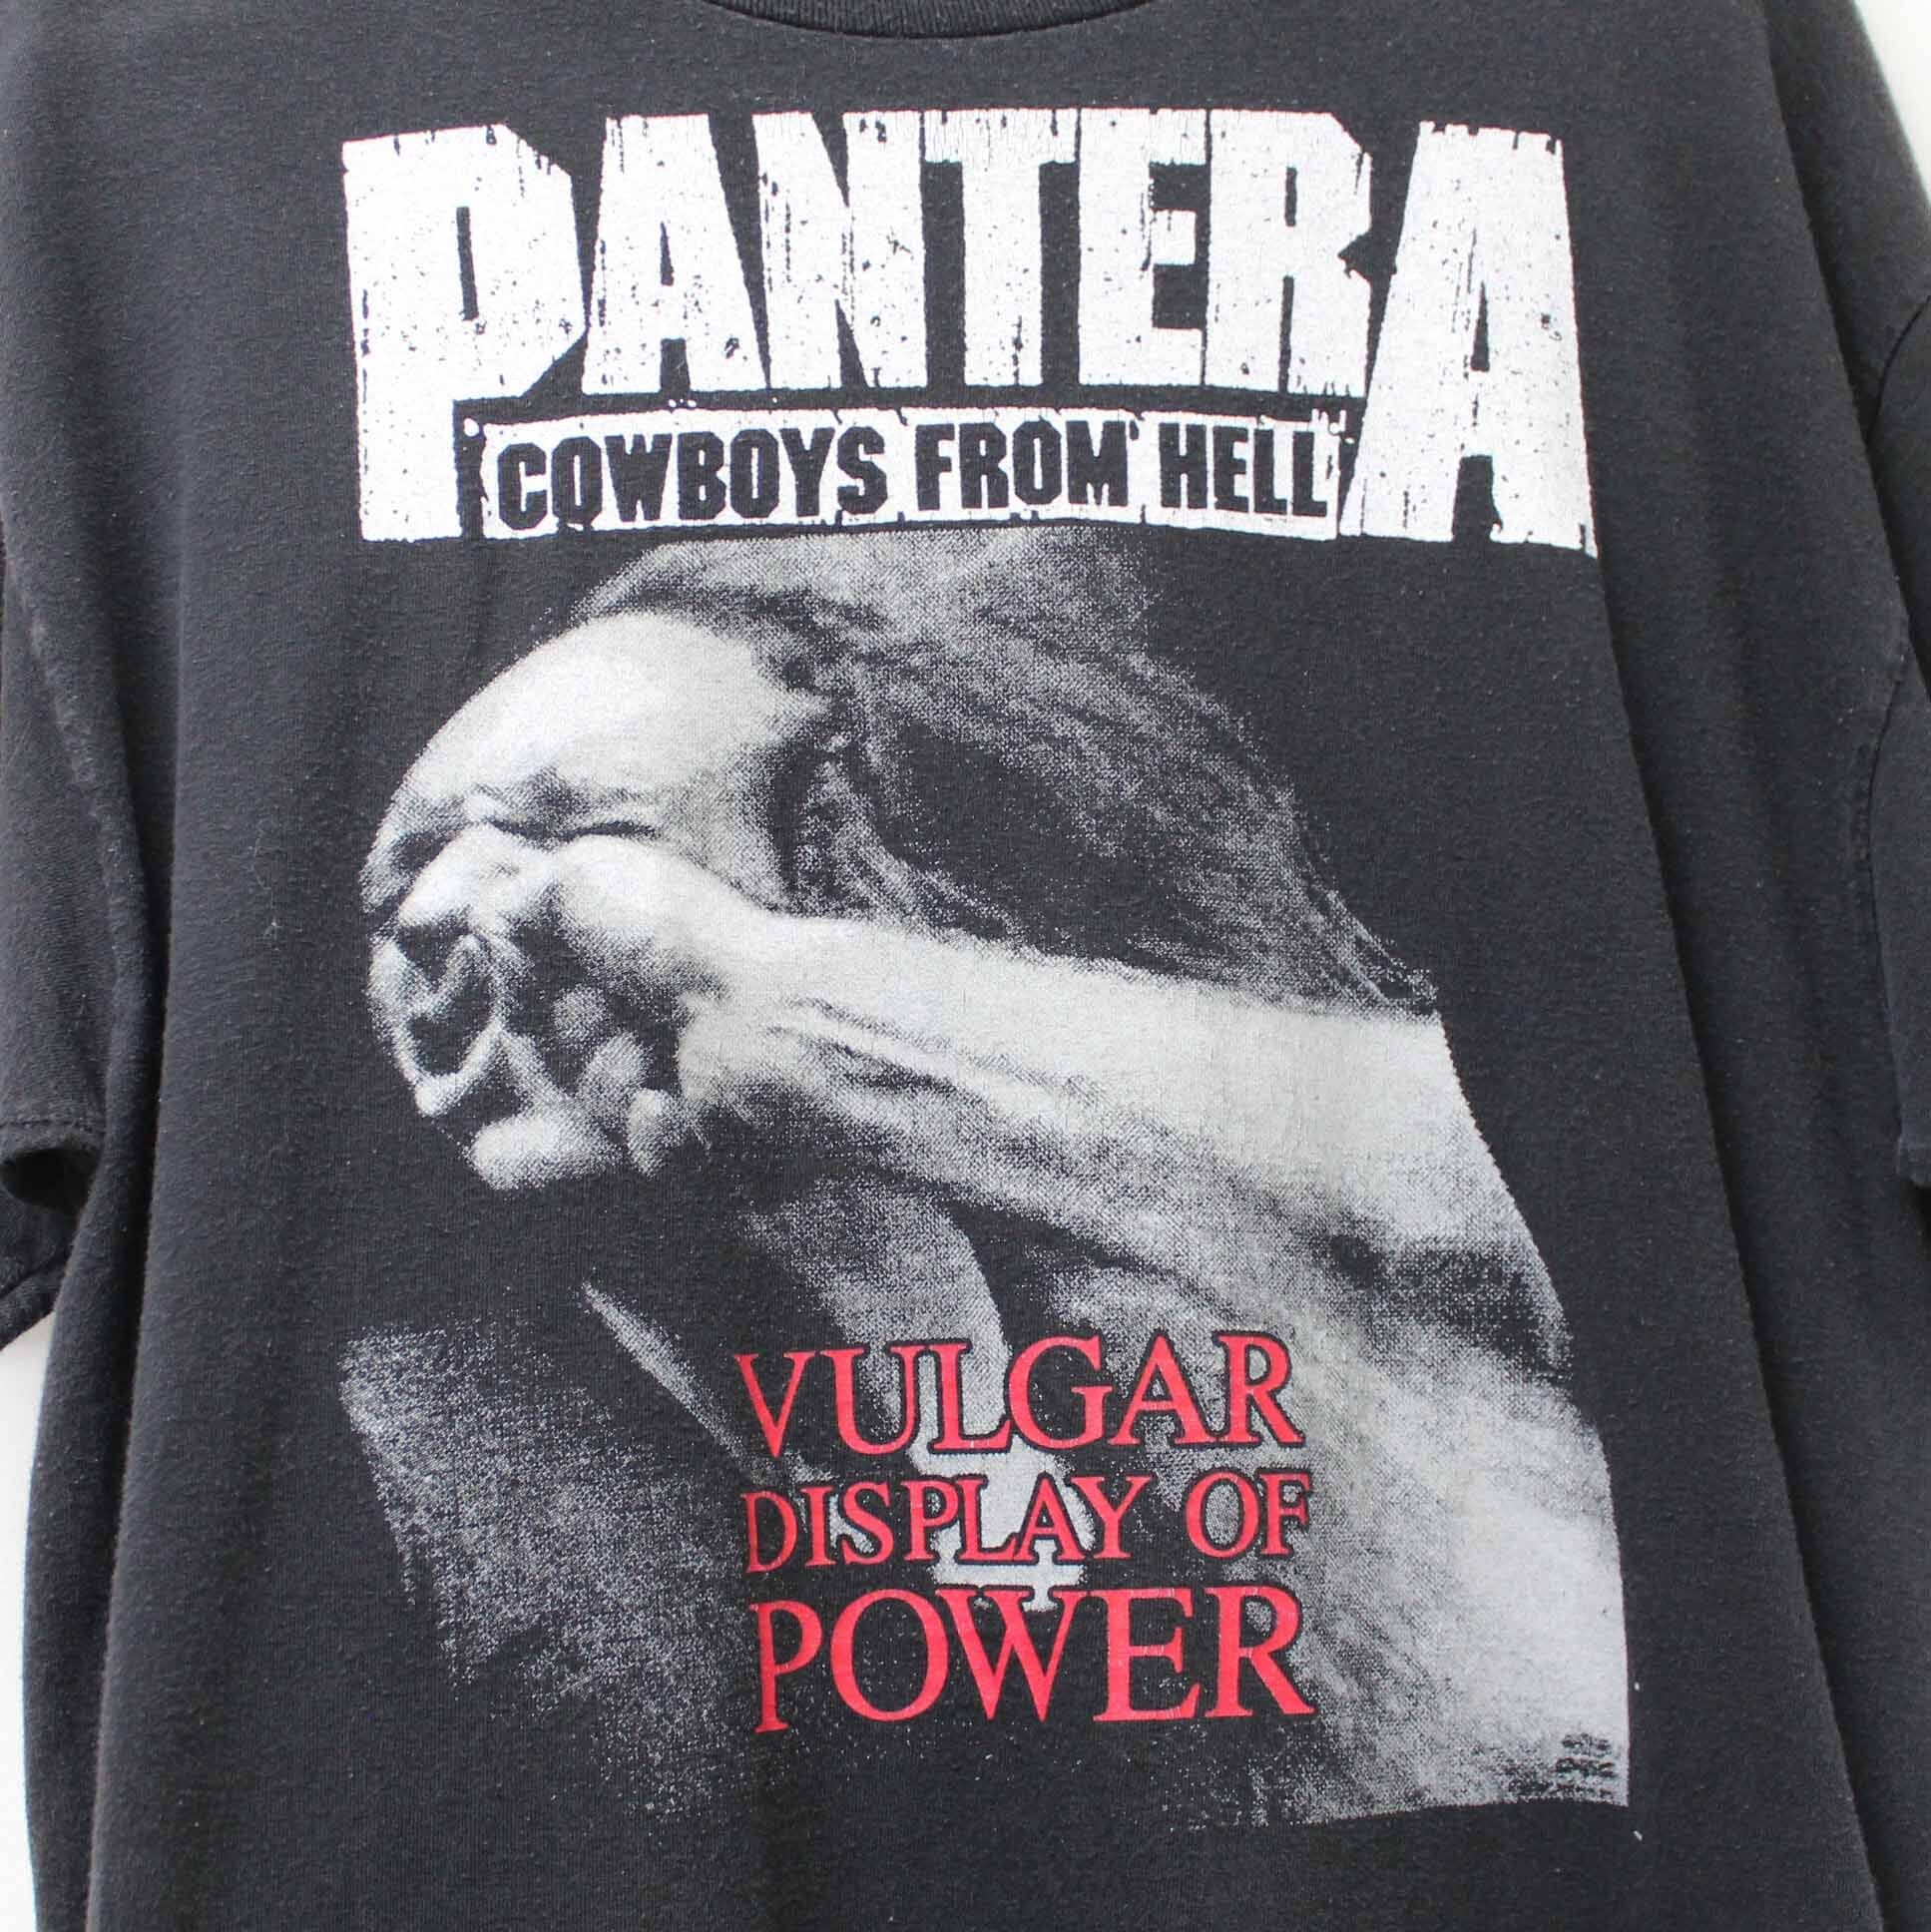 PANTERA
COWBOYS FROM HELL
VULGAR
DISPLAY OF
POWER